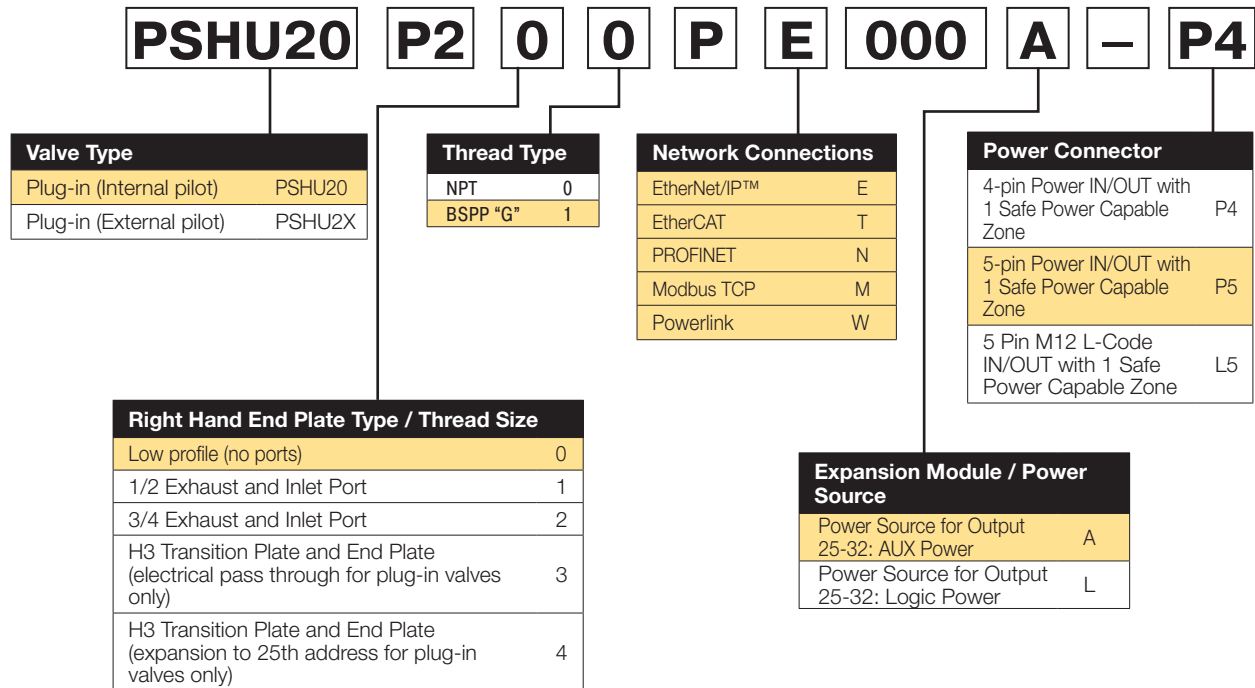 PSHU20 P2 0 0 P E 000 A – P4
Valve Type
Plug-in (Internal pilot) PSHU20
Plug-in (External pilot) PSHU2X
Thread Type
NPT 0
BSPP “G” 1
Network Connections
EtherNet/IP™ E
EtherCAT T
PROFINET N
Modbus TCP M
Powerlink W
Power Connector
4-pin Power IN/OUT with
1 Safe Power Capable P4
Zone
5-pin Power IN/OUT with
1 Safe Power Capable P5
Zone
5 Pin M12 L-Code
IN/OUT with 1 Safe L5
Power Capable Zone
Right Hand End Plate Type / Thread Size
Low profile (no ports) 0
1/2 Exhaust and Inlet Port 1
3/4 Exhaust and Inlet Port 2
H3 Transition Plate and End Plate
(electrical pass through for plug-in valves 3
only)
H3 Transition Plate and End Plate
(expansion to 25th address for plug-in 4
valves only)
Expansion Module / Power
Source
Power Source for Output A
25-32: AUX Power
Power Source for Output L
25-32: Logic Power